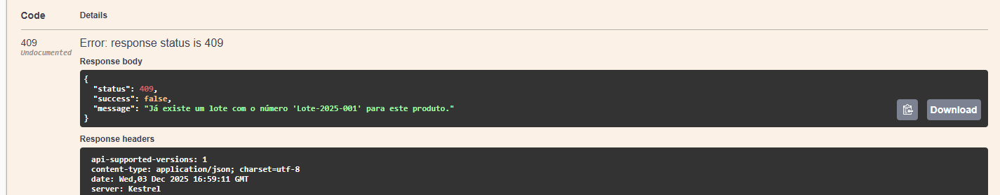 Code Details
409 Error: response status is 409
Undocumented
Response body
{
"status": 409,
"success": false,
"message": "Já existe um lote com o número 'Lote-2025-001' para este produto."
}
Download
Response headers
api-supported-versions: 1
content-type: application/json; charset=utf-8
date: Wed,03 Dec 2025 16:59:11 GMT
server: Kestrel